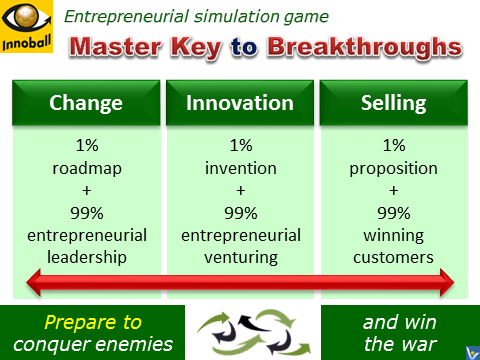 Entrepreneurial simulation game
Innoball
Master Key to Breakthroughs
Change
1%
roadmap
+
99%
entrepreneurial
leadership
Innovation
1%
invention
+
99%
entrepreneurial
venturing
Selling
1%
proposition
+
99%
winning
customers
Prepare to
conquer enemies
and win
the war